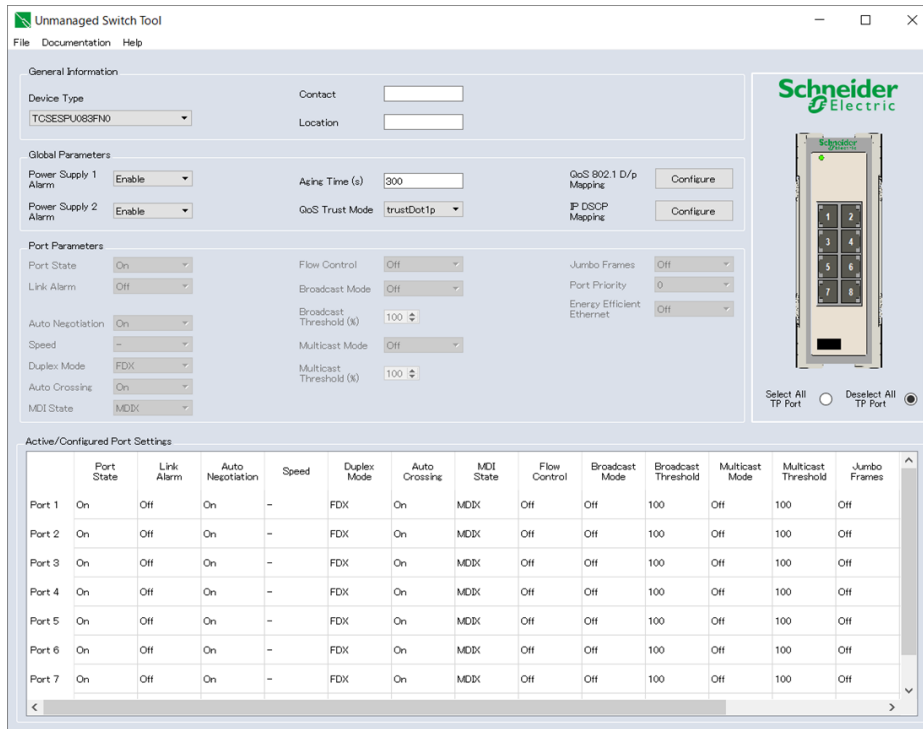 Unmanaged Switch Tool
File Documentation Help
General Information
Device Type
TCSESPU083FN0
Contact
Location
Global Parameters
Power Supply 1
Alarm
Enable
Power Supply 2
Alarm
Enable
Aging Time (s)
300
QoS Trust Mode
trustDot1p
QoS 802.1 D/p
Mapping
Configure
IP DSCP
Mapping
Configure
Port Parameters
Port State On
Link Alarm Off
Auto Negotiation On
Speed -
Duplex Mode FDX
Auto Crossing On
MDI State MDIX
Flow Control Off
Broadcast Mode Off
Broadcast
Threshold (%)
100
Multicast Mode Off
Multicast
Threshold (%)
100
Jumbo Frames Off
Port Priority 0
Energy Efficient
Ethernet
Off
Schneider
Electric
Schneider
Electric
1 2
3 4
5 6
7 8
Select All
TP Port
Deselect All
TP Port
Active/Configured Port Settings
Port State Link Alarm Auto Negotiation Speed Duplex Mode Auto Crossing MDI State Flow Control Broadcast Mode Broadcast Threshold Multicast Mode Multicast Threshold Jumbo Frames
Port 1 On Off On - FDX On MDIX Off Off 100 Off 100 Off
Port 2 On Off On - FDX On MDIX Off Off 100 Off 100 Off
Port 3 On Off On - FDX On MDIX Off Off 100 Off 100 Off
Port 4 On Off On - FDX On MDIX Off Off 100 Off 100 Off
Port 5 On Off On - FDX On MDIX Off Off 100 Off 100 Off
Port 6 On Off On - FDX On MDIX Off Off 100 Off 100 Off
Port 7 On Off On - FDX On MDIX Off Off 100 Off 100 Off